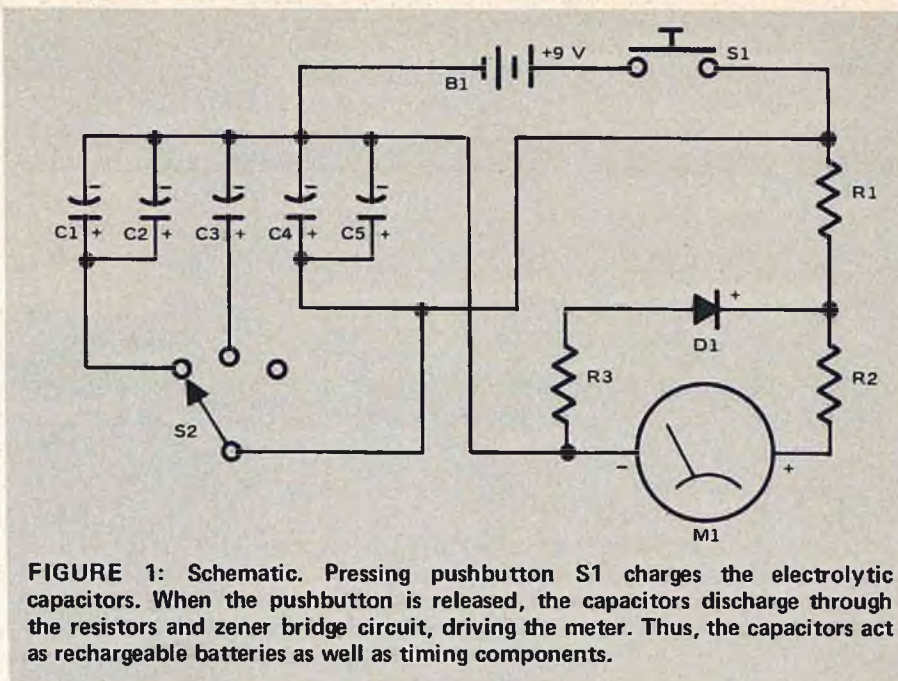 +9 V
B1
S1
R1
C1 +
C2 +
C3 +
C4 +
C5 +
+
D1
R3
R2
S2
-
+
M1
FIGURE 1: Schematic. Pressing pushbutton S1 charges the electrolytic
capacitors. When the pushbutton is released, the capacitors discharge through
the resistors and zener bridge circuit, driving the meter. Thus, the capacitors act
as rechargeable batteries as well as timing components.